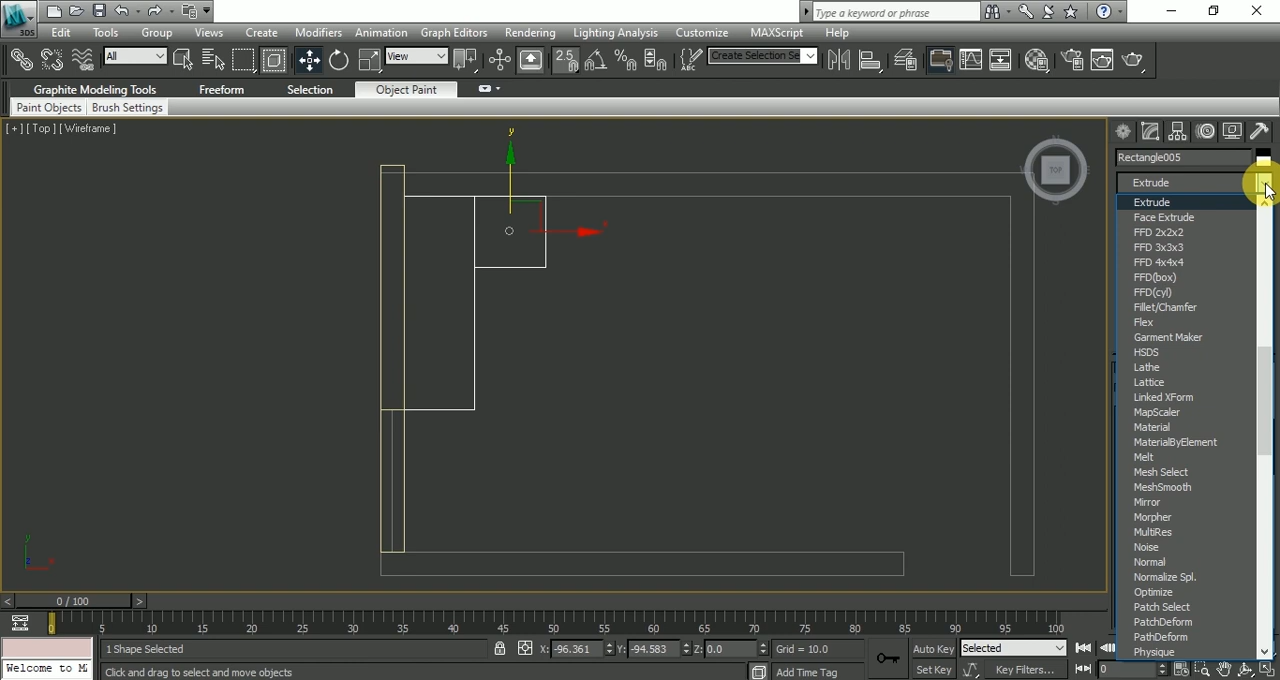 3DS
Type a keyword or phrase
Edit Tools Group Views Create Modifiers Animation Graph Editors Rendering Lighting Analysis Customize MAXScript Help
All View 2.5 Create Selection Se
Graphite Modeling Tools Freeform Selection Object Paint
Paint Objects Brush Settings
[ + ] [ Top ] [ Wireframe ]
y
x
TOP
Rectangle005
Extrude
Extrude
Face Extrude
FFD 2x2x2
FFD 3x3x3
FFD 4x4x4
FFD(box)
FFD(cyl)
Fillet/Chamfer
Flex
Garment Maker
HSDS
Lathe
Lattice
Linked XForm
MapScaler
Material
MaterialByElement
Melt
Mesh Select
MeshSmooth
Mirror
Morpher
MultiRes
Noise
Normal
Normalize Spl.
Optimize
Patch Select
PatchDeform
PathDeform
Physique
< 0 / 100 >
0 5 10 15 20 25 30 35 40 45 50 55 60 65 70 75 80 85 90 95 100
1 Shape Selected X: -96.361 Y: -94.583 Z: 0.0 Grid = 10.0 Auto Key Selected
Welcome to M Click and drag to select and move objects Add Time Tag Set Key Key Filters... 0